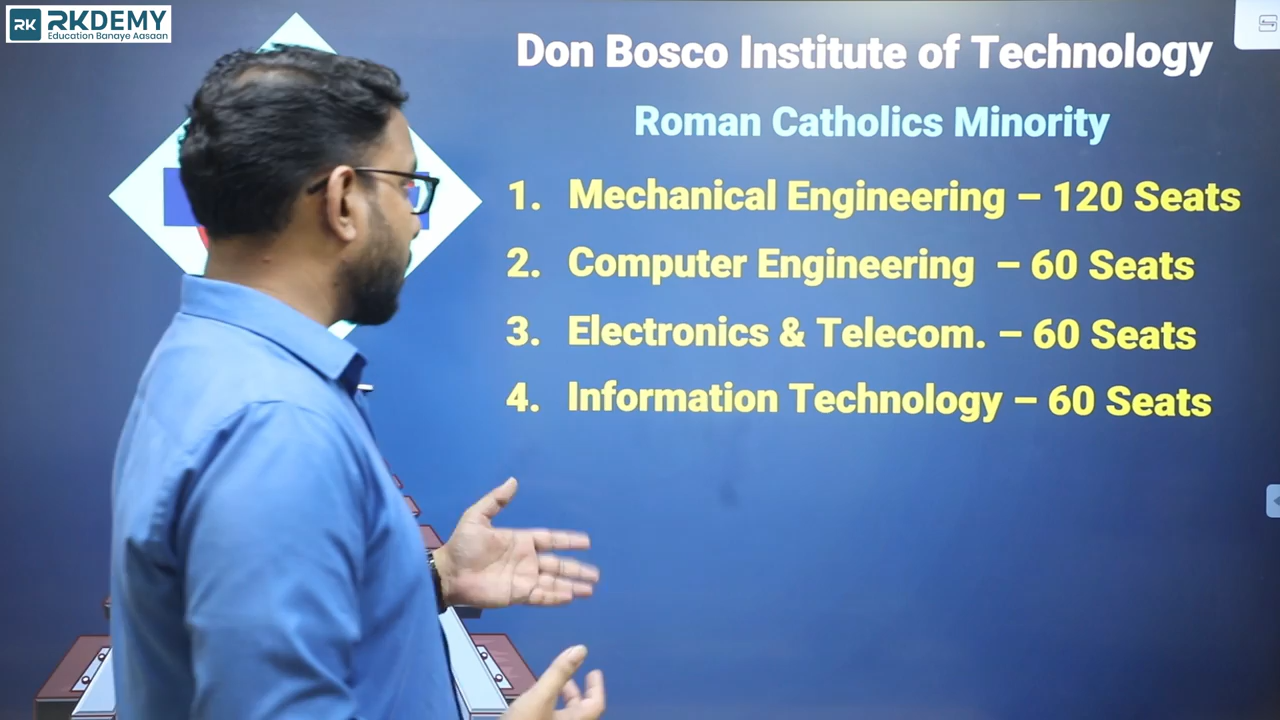 RK RKDEMY
Education Banaye Aasaan
Don Bosco Institute of Technology
Roman Catholics Minority
1. Mechanical Engineering – 120 Seats
2. Computer Engineering – 60 Seats
3. Electronics & Telecom. – 60 Seats
4. Information Technology – 60 Seats